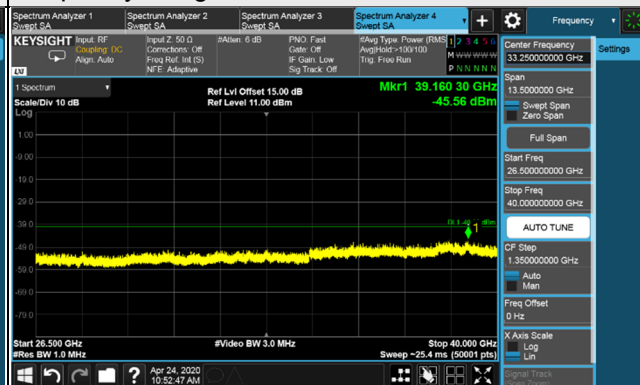 Spectrum Analyzer 1
Swept SA
Spectrum Analyzer 2
Swept SA
Spectrum Analyzer 3
Swept SA
Spectrum Analyzer 4
Swept SA
Frequency
KEYSIGHT
Input: RF
Coupling: DC
Align: Auto
Input Z: 50 Ω
Corrections: Off
Freq Ref: Int (S)
NFE: Adaptive
#Atten: 6 dB
PNO: Fast
Gate: Off
IF Gain: Low
Sig Track: Off
#Avg Type: Power (RMS
Avg|Hold:>100/100
Trig: Free Run
1 2 3 4 5 6
M W W W W W
P N N N N N
LXI
1 Spectrum
Scale/Div 10 dB
Log
Ref Lvl Offset 15.00 dB
Ref Level 11.00 dBm
Mkr1 39.160 30 GHz
-45.56 dBm
1.00
-9.00
-19.0
-29.0
-39.0
-49.0
-59.0
-69.0
-79.0
1
Start 26.500 GHz
#Res BW 1.0 MHz
#Video BW 3.0 MHz
Stop 40.000 GHz
Sweep ~25.4 ms (50001 pts)
Apr 24, 2020
10:52:47 AM
Center Frequency
33.250000000 GHz
Settings
Span
13.5000000 GHz
Swept Span
Zero Span
Full Span
Start Freq
26.500000000 GHz
Stop Freq
40.000000000 GHz
AUTO TUNE
CF Step
1.350000000 GHz
Auto
Man
Freq Offset
0 Hz
X Axis Scale
Log
Lin
Signal Track